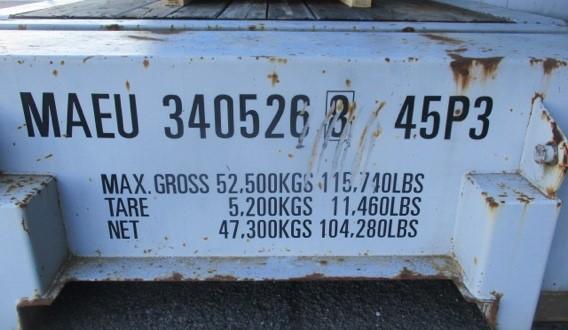 MAEU 340526 3 45P3
MAX.GROSS 52,500KGS 115,740LBS
TARE 5,200KGS 11,460LBS
NET 47,300KGS 104,280LBS